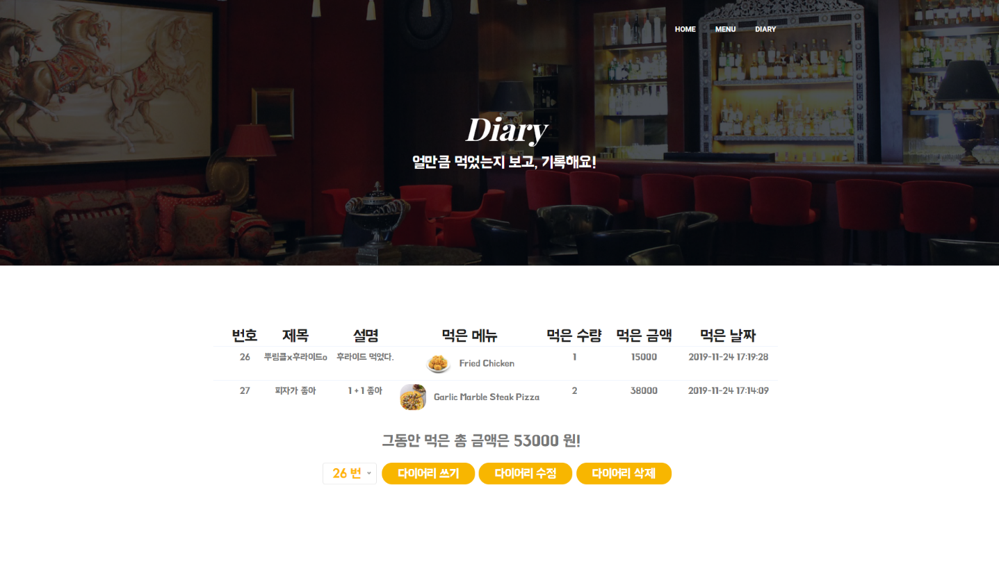 HOME MENU DIARY
Diary
얼만큼 먹었는지 보고, 기록해요!
번호 제목 설명 먹은 메뉴 먹은 수량 먹은 금액 먹은 날짜
26 뿌링클x후라이드o 후라이드 먹었다. Fried Chicken 1 15000 2019-11-24 17:19:28
27 피자가 좋아 1 + 1 좋아 Garlic Marble Steak Pizza 2 38000 2019-11-24 17:14:09
그동안 먹은 총 금액은 53000 원!
26 번 다이어리 쓰기 다이어리 수정 다이어리 삭제